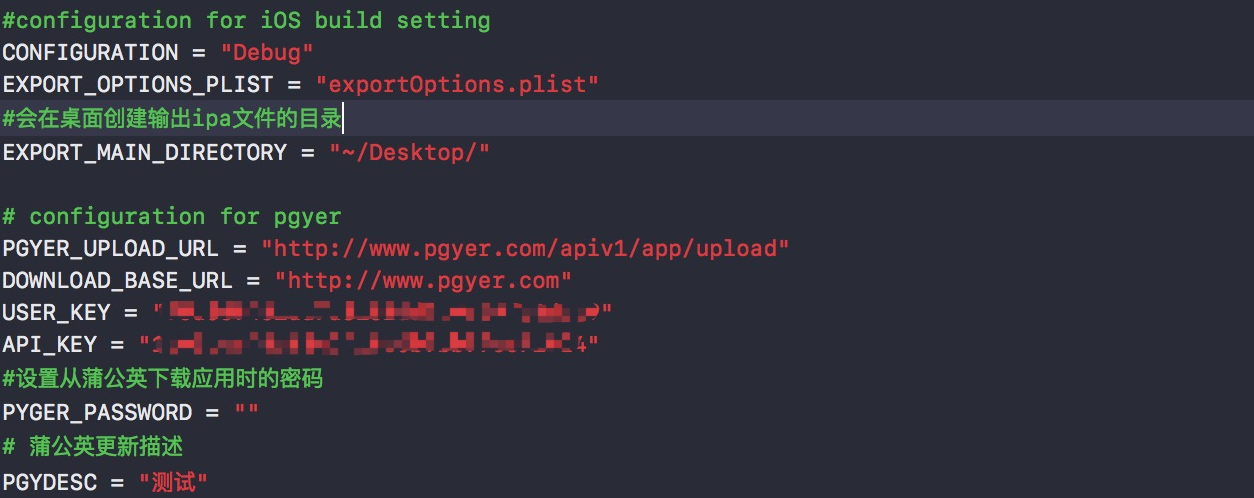 #configuration for iOS build setting
CONFIGURATION = "Debug"
EXPORT_OPTIONS_PLIST = "exportOptions.plist"
#会在桌面创建输出ipa文件的目录
EXPORT_MAIN_DIRECTORY = "~/Desktop/"
# configuration for pgyer
PGYER_UPLOAD_URL = "http://www.pgyer.com/apiv1/app/upload"
DOWNLOAD_BASE_URL = "http://www.pgyer.com"
USER_KEY = "
API_KEY = "
#设置从蒲公英下载应用时的密码
PYGER_PASSWORD = ""
# 蒲公英更新描述
PGYDESC = "测试"